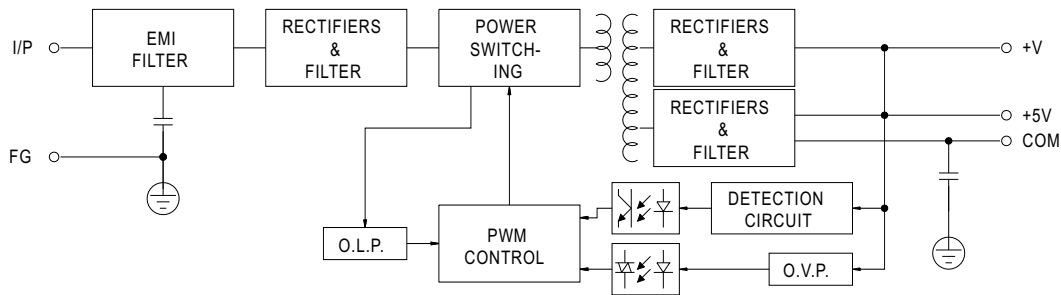 I/P
EMI
FILTER
RECTIFIERS
&
FILTER
POWER
SWITCH-
ING
RECTIFIERS
&
FILTER
+V
RECTIFIERS
&
FILTER
+5V
COM
FG
DETECTION
CIRCUIT
O.L.P.
PWM
CONTROL
O.V.P.